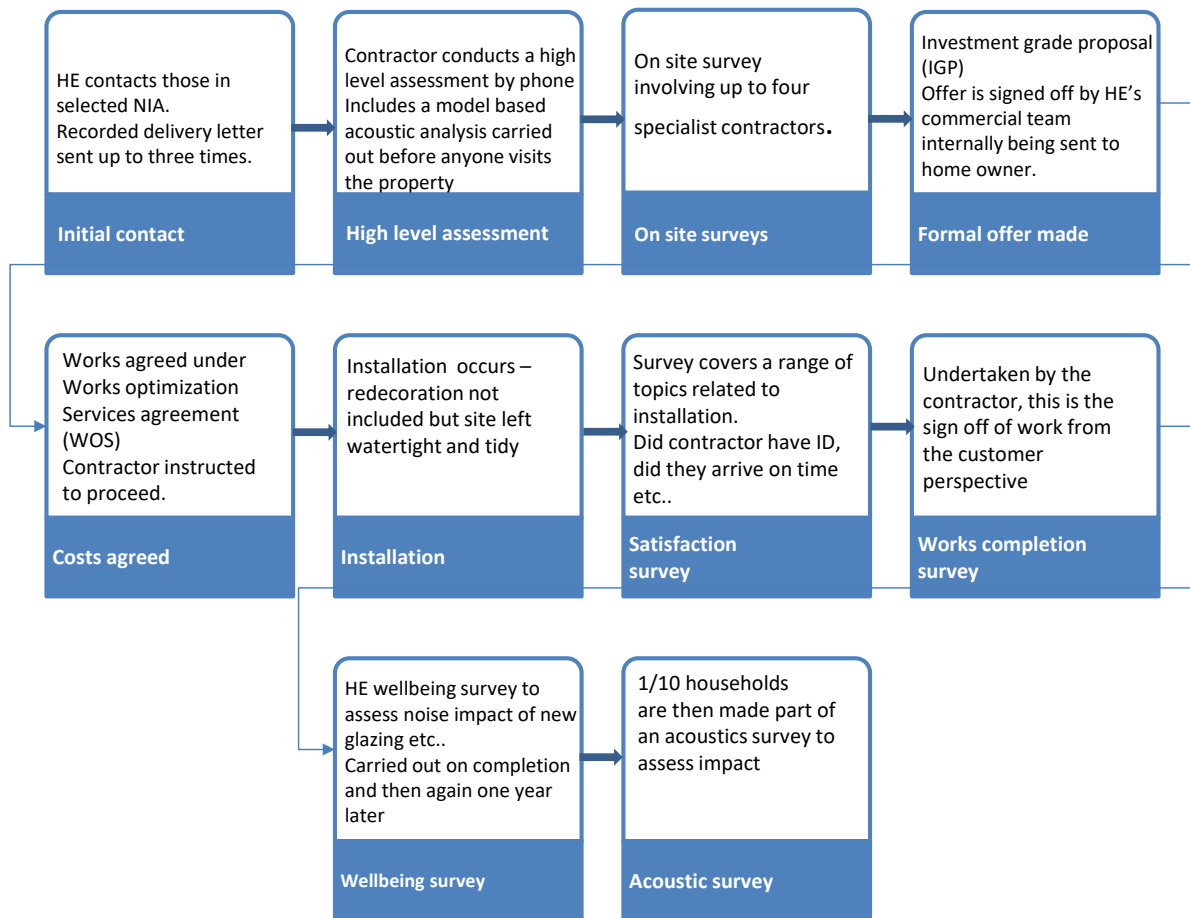 HE contacts those in
selected NIA.
Recorded delivery letter
sent up to three times.
Initial contact
Contractor conducts a high
level assessment by phone
Includes a model based
acoustic analysis carried
out before anyone visits
the property
High level assessment
On site survey
involving up to four
specialist contractors.
On site surveys
Investment grade proposal
(IGP)
Offer is signed off by HE’s
commercial team
internally being sent to
home owner.
Formal offer made
Works agreed under
Works optimization
Services agreement
(WOS)
Contractor instructed
to proceed.
Costs agreed
Installation occurs –
redecoration not
included but site left
watertight and tidy
Installation
Survey covers a range of
topics related to
installation.
Did contractor have ID,
did they arrive on time
etc..
Satisfaction
survey
Undertaken by the
contractor, this is the
sign off of work from
the customer
perspective
Works completion
survey
HE wellbeing survey to
assess noise impact of new
glazing etc..
Carried out on completion
and then again one year
later
Wellbeing survey
1/10 households
are then made part of
an acoustics survey to
assess impact
Acoustic survey